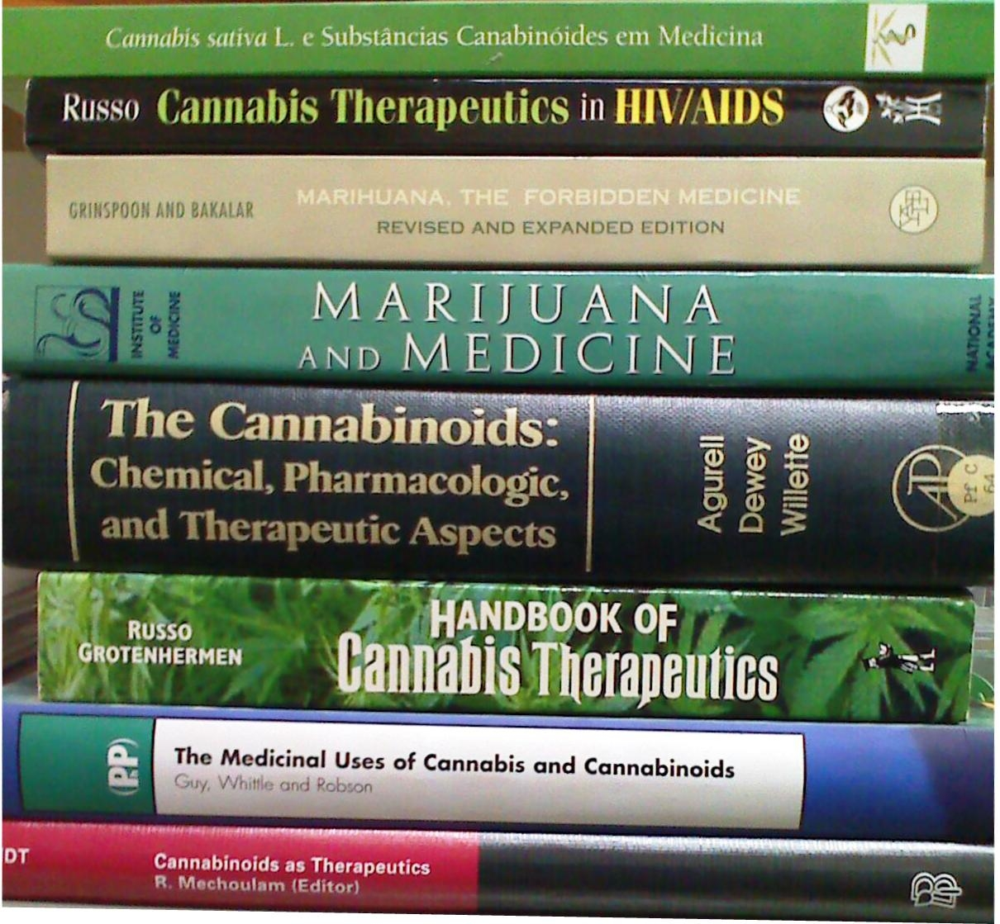 Cannabis sativa L. e Substâncias Canabinóides em Medicina
Russo Cannabis Therapeutics in HIV/AIDS
GRINSPOON AND BAKALAR
MARIHUANA, THE FORBIDDEN MEDICINE
REVISED AND EXPANDED EDITION
INSTITUTE
OF
MEDICINE
MARIJUANA
AND MEDICINE
NATIONAL
ACADEMY
The Cannabinoids:
Chemical, Pharmacologic,
and Therapeutic Aspects
Agurell
Dewey
Willette
AP
Pf C
64
RUSSO
GROTENHERMEN
HANDBOOK OF
Cannabis Therapeutics
(PP)
The Medicinal Uses of Cannabis and Cannabinoids
Guy, Whittle and Robson
DT
Cannabinoids as Therapeutics
R. Mechoulam (Editor)